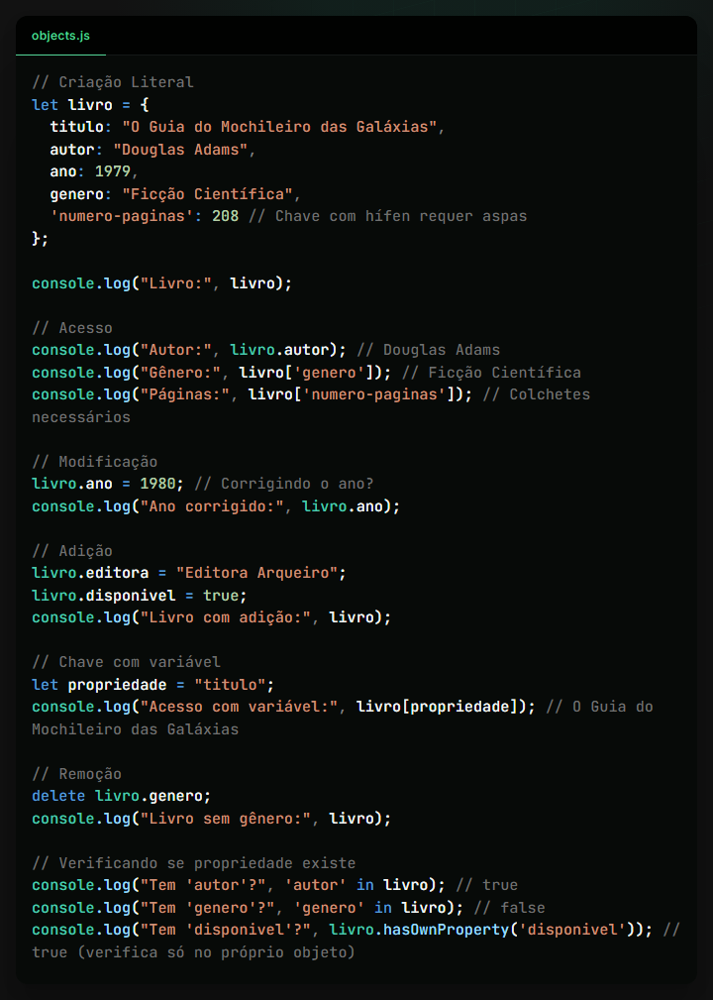 objects.js
// Criação Literal
let livro = {
  titulo: "O Guia do Mochileiro das Galáxias",
  autor: "Douglas Adams",
  ano: 1979,
  genero: "Ficção Científica",
  'numero-paginas': 208 // Chave com hífen requer aspas
};

console.log("Livro:", livro);

// Acesso
console.log("Autor:", livro.autor); // Douglas Adams
console.log("Gênero:", livro['genero']); // Ficção Científica
console.log("Páginas:", livro['numero-paginas']); // Colchetes
necessários

// Modificação
livro.ano = 1980; // Corrigindo o ano?
console.log("Ano corrigido:", livro.ano);

// Adição
livro.editora = "Editora Arqueiro";
livro.disponivel = true;
console.log("Livro com adição:", livro);

// Chave com variável
let propriedade = "titulo";
console.log("Acesso com variável:", livro[propriedade]); // O Guia do
Mochileiro das Galáxias

// Remoção
delete livro.genero;
console.log("Livro sem gênero:", livro);

// Verificando se propriedade existe
console.log("Tem 'autor'?", 'autor' in livro); // true
console.log("Tem 'genero'?", 'genero' in livro); // false
console.log("Tem 'disponivel'?", livro.hasOwnProperty('disponivel')); //
true (verifica só no próprio objeto)